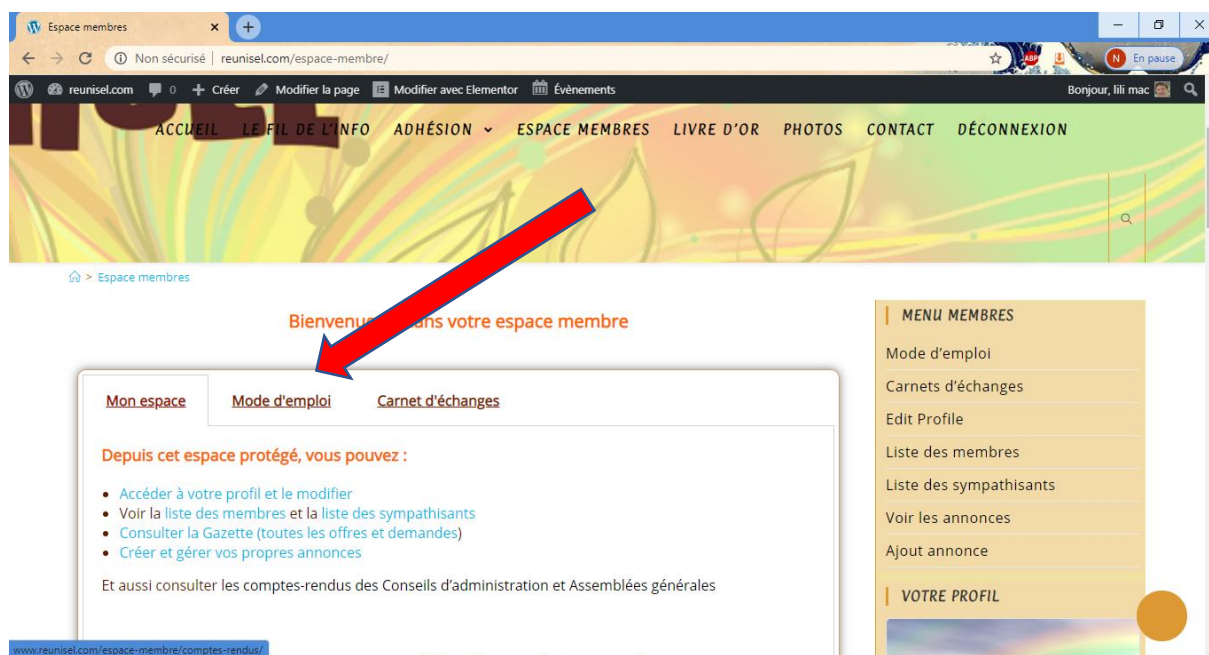 Espace membres
Non sécurisé | reunisel.com/espace-membre/
En pause
N
ABP
reunisel.com 0 + Créer Modifier la page Modifier avec Elementor Évènements
Bonjour, lili mac
ACCUEIL LE FIL DE L'INFO ADHÉSION ESPACE MEMBRES LIVRE D'OR PHOTOS CONTACT DÉCONNEXION
> Espace membres
votre espace membre
Mon espace Mode d'emploi Carnet d'échanges
Depuis cet espace protégé, vous pouvez :
• Accéder à votre profil et le modifier
• Voir la liste des membres et la liste des sympathisants
• Consulter la Gazette (toutes les offres et demandes)
• Créer et gérer vos propres annonces
Et aussi consulter les comptes-rendus des Conseils d'administration et Assemblées générales
MENU MEMBRES
Mode d'emploi
Carnets d'échanges
Edit Profile
Liste des membres
Liste des sympathisants
Voir les annonces
Ajout annonce
VOTRE PROFIL
www.reunisel.com/espace-membre/comptes-rendus/